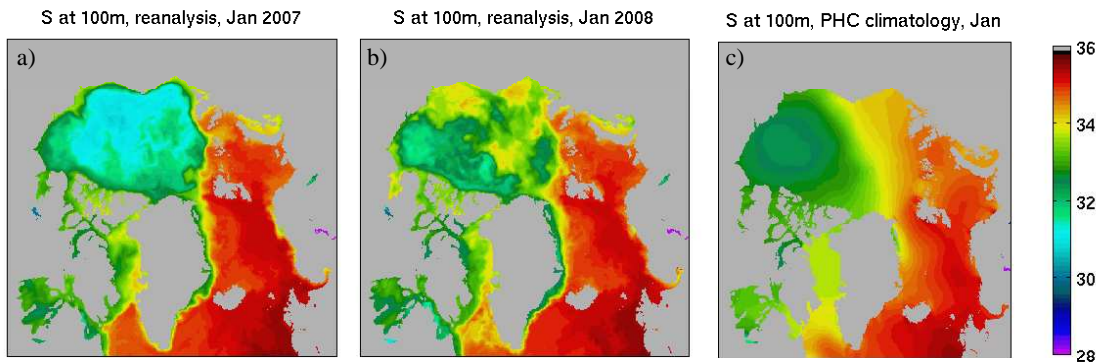 S at 100m, reanalysis, Jan 2007
S at 100m, reanalysis, Jan 2008
S at 100m, PHC climatology, Jan
a)
b)
c)
36
34
32
30
28